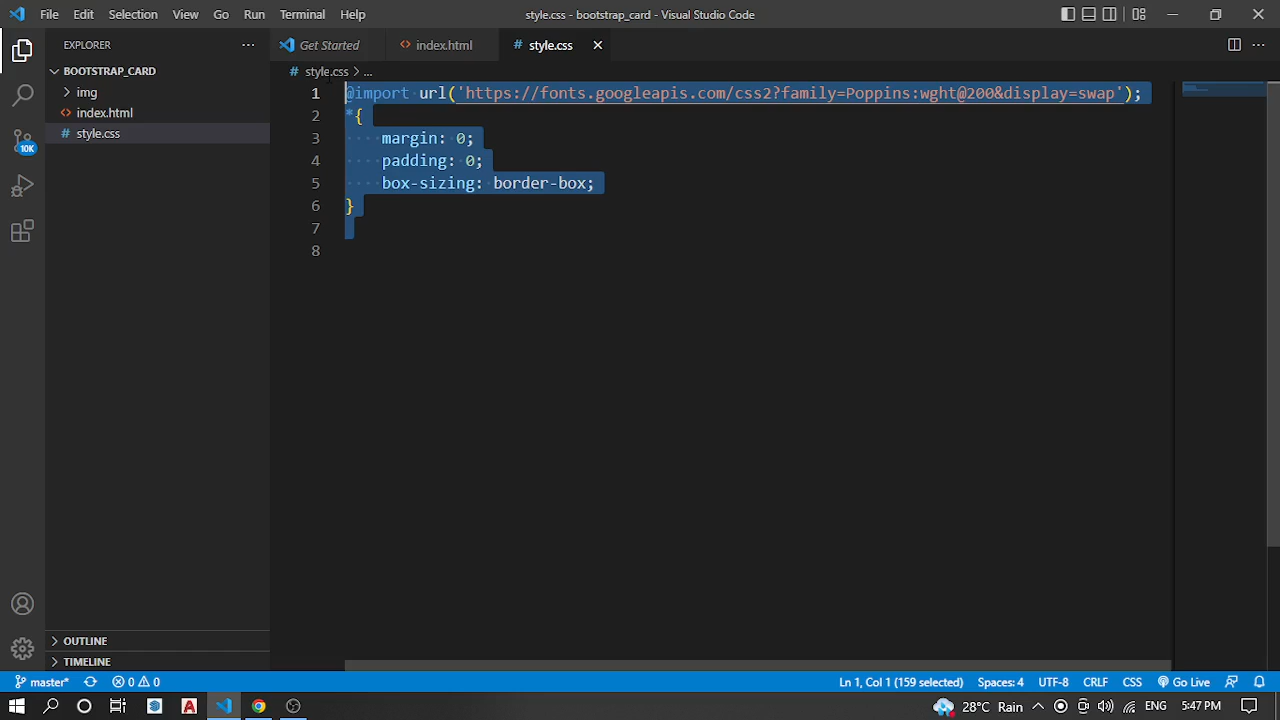 File Edit Selection View Go Run Terminal Help style.css - bootstrap_card - Visual Studio Code
EXPLORER Get Started index.html style.css
BOOTSTRAP_CARD style.css > ...
img
index.html
style.css
1 @import url('https://fonts.googleapis.com/css2?family=Poppins:wght@200&display=swap');
2 *{
3 margin: 0;
4 padding: 0;
5 box-sizing: border-box;
6 }
7
8
10K
OUTLINE
TIMELINE
master* 0 0 Ln 1, Col 1 (159 selected) Spaces: 4 UTF-8 CRLF CSS Go Live
28°C Rain ENG 5:47 PM